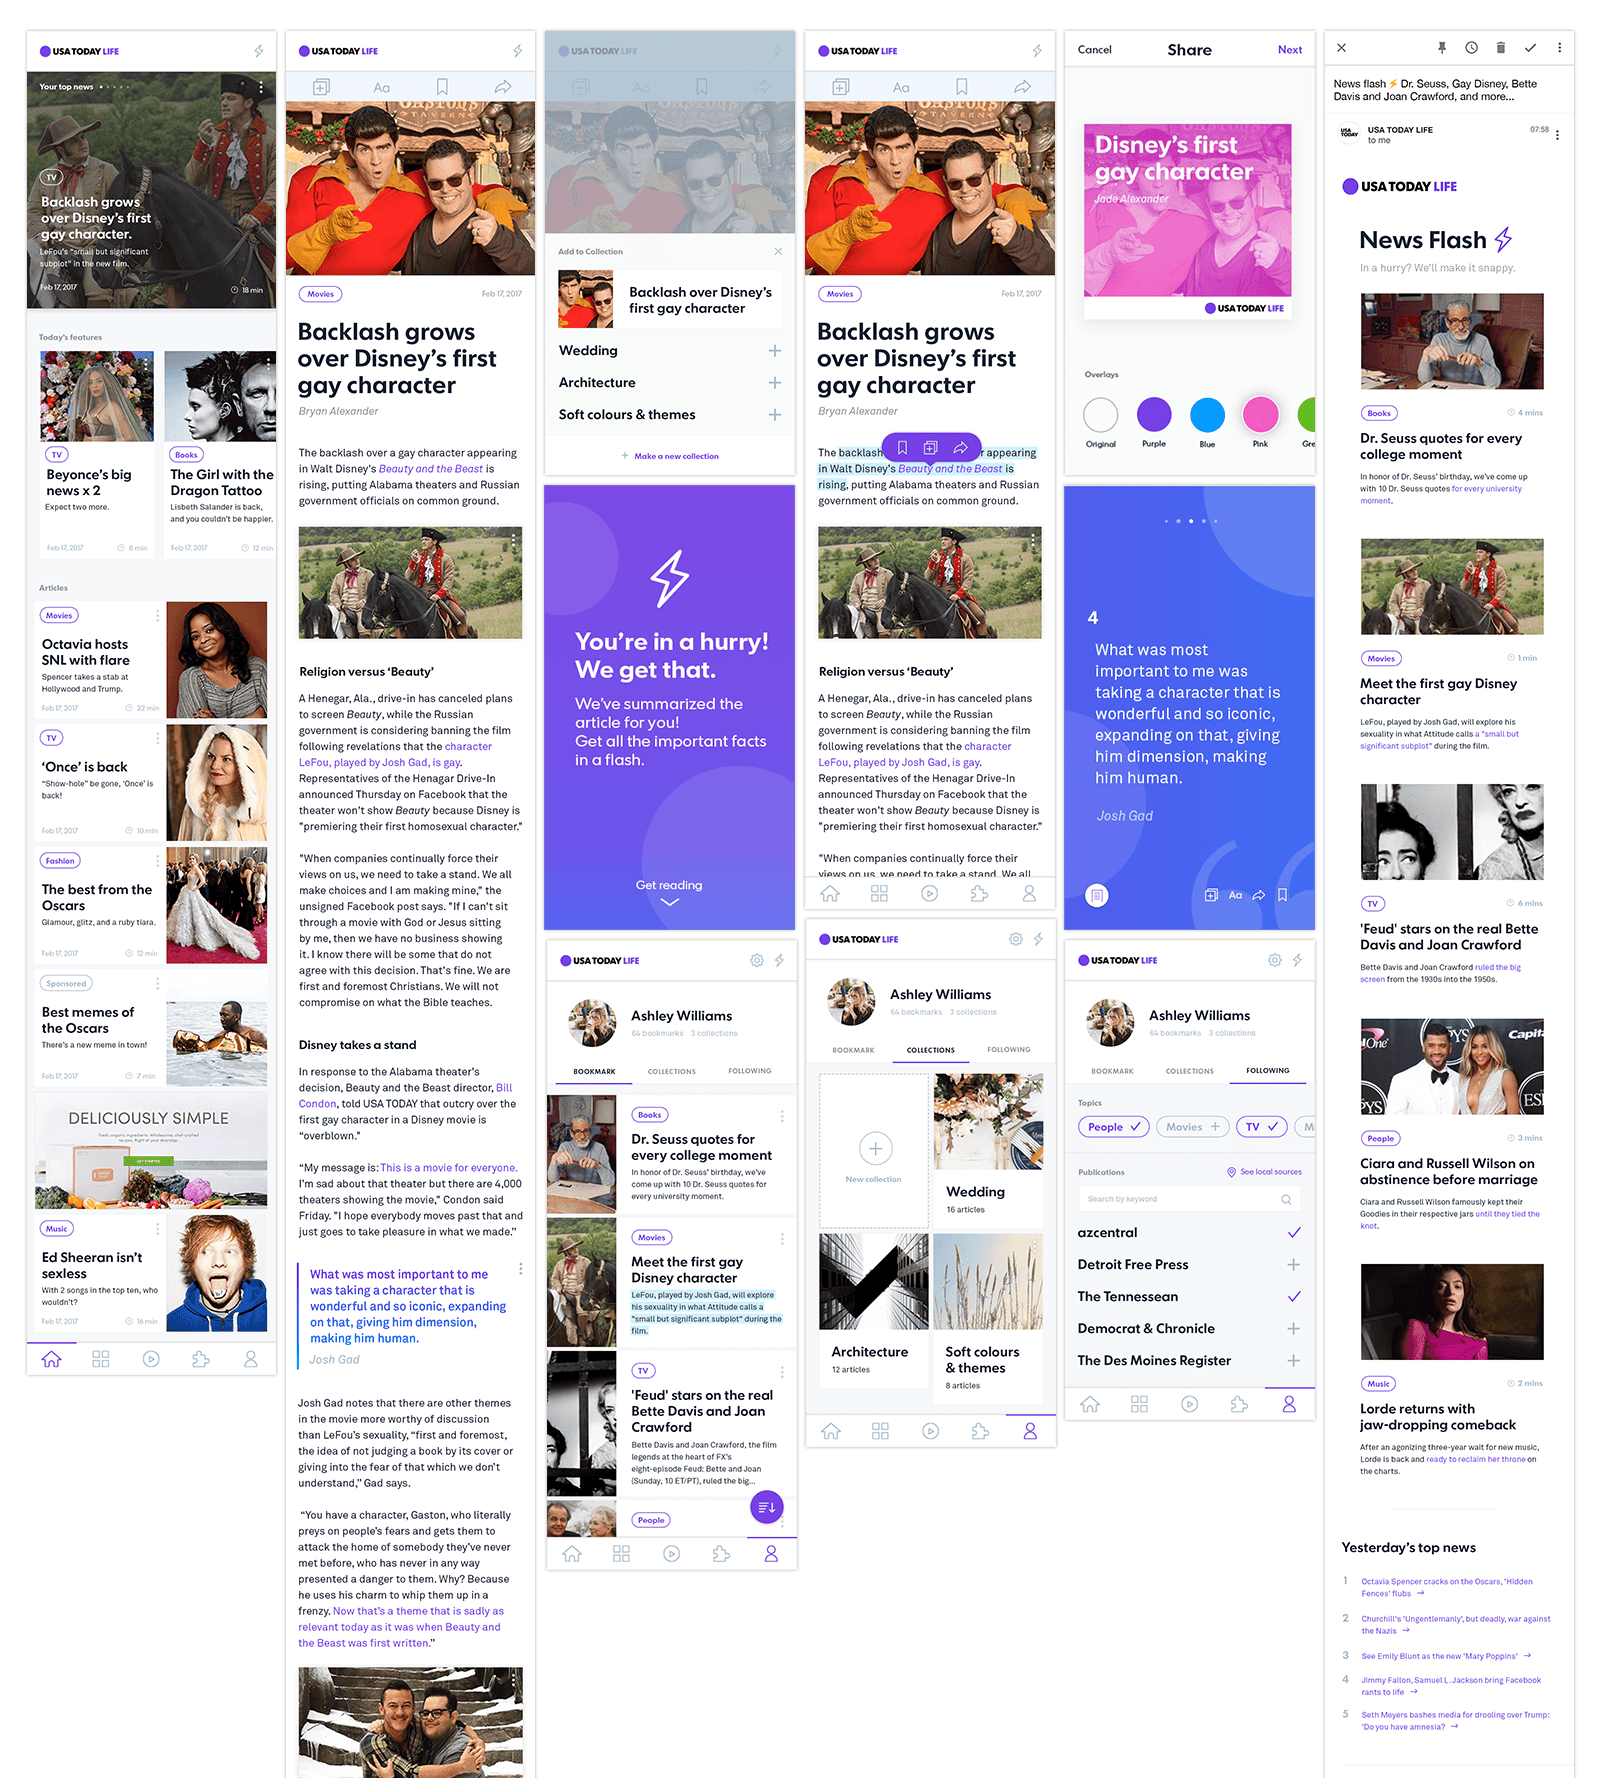 USA TODAY LIFE
Your top news
TV
Backlash grows
over Disney's first
gay character.
LeFou's "small but significant
subplot" in the new film.
Feb 17, 2017
18 min
Today's features
TV
Beyonce's big
news x 2
Expect two more.
Feb 17, 2017
8 min
Books
The Girl with the
Dragon Tattoo
Lisbeth Salander is back,
and you couldn't be happier.
Feb 17, 2017
12 min
Articles
Movies
Octavia hosts
SNL with flare
Spencer takes a stab at
Hollywood and Trump.
Feb 17, 2017
22 min
TV
'Once' is back
"Show-hole" be gone, 'Once' is
back!
Feb 17, 2017
10 min
Fashion
The best from the
Oscars
Glamour, glitz, and a ruby tiara.
Feb 17, 2017
12 min
Sponsored
Best memes of
the Oscars
There's a new meme in town!
Feb 17, 2017
7 min
DELICIOUSLY SIMPLE
Fresh, organic ingredients. Wholesome, chef-crafted
recipes. Right at your doorstep.
GET STARTED
Music
Ed Sheeran isn't
sexless
With 2 songs in the top ten, who
wouldn't?
Feb 17, 2017
16 min
USA TODAY LIFE
Aa
GASTON'S
TAVERN
Movies
Feb 17, 2017
Backlash grows
over Disney's first
gay character
Bryan Alexander
The backlash over a gay character appearing
in Walt Disney's Beauty and the Beast is
rising, putting Alabama theaters and Russian
government officials on common ground.
Religion versus 'Beauty'
A Henegar, Ala., drive-in has canceled plans
to screen Beauty, while the Russian
government is considering banning the film
following revelations that the character
LeFou, played by Josh Gad, is gay.
Representatives of the Henagar Drive-In
announced Thursday on Facebook that the
theater won't show Beauty because Disney is
"premiering their first homosexual character."
"When companies continually force their
views on us, we need to take a stand. We all
make choices and I am making mine," the
unsigned Facebook post says. "If I can't sit
through a movie with God or Jesus sitting
by me, then we have no business showing
it. I know there will be some that do not
agree with this decision. That's fine. We are
first and foremost Christians. We will not
compromise on what the Bible teaches.
Disney takes a stand
In response to the Alabama theater's
decision, Beauty and the Beast director, Bill
Condon, told USA TODAY that outcry over the
first gay character in a Disney movie is
"overblown."
"My message is: This is a movie for everyone.
I'm sad about that theater but there are 4,000
theaters showing the movie," Condon said
Friday. "I hope everybody moves past that and
just goes to take pleasure in what we made."
What was most important to me
was taking a character that is
wonderful and so iconic, expanding
on that, giving him dimension,
making him human.
Josh Gad
Josh Gad notes that there are other themes
in the movie more worthy of discussion
than LeFou's sexuality, "first and foremost,
the idea of not judging a book by its cover or
giving into the fear of that which we don't
understand," Gad says.
"You have a character, Gaston, who literally
preys on people's fears and gets them to
attack the home of somebody they've never
met before, who has never in any way
presented a danger to them. Why? Because
he uses his charm to whip them up in a
frenzy. Now that's a theme that is sadly as
relevant today as it was when Beauty and
the Beast was first written."
USA TODAY LIFE
Aa
Add to Collection
Backlash over Disney's
first gay character
Wedding
Architecture
Soft colours & themes
Make a new collection
You're in a hurry!
We get that.
We've summarized the
article for you!
Get all the important facts
in a flash.
Get reading
USA TODAY LIFE
Ashley Williams
64 bookmarks 3 collections
BOOKMARK COLLECTIONS FOLLOWING
Books
Dr. Seuss quotes for
every college moment
In honor of Dr. Seuss' birthday, we've
come up with 10 Dr. Seuss quotes for
every university moment.
Movies
Meet the first gay
Disney character
LeFou, played by Josh Gad, will explore
his sexuality in what Attitude calls a
"small but significant subplot" during the
film.
TV
'Feud' stars on the real
Bette Davis and Joan
Crawford
Bette Davis and Joan Crawford, the film
legends at the heart of FX's
eight-episode Feud: Bette and Joan
(Sunday, 10 ET/PT), ruled the big...
People
USA TODAY LIFE
Aa
GASTON'S
TAVERN
Movies
Feb 17, 2017
Backlash grows
over Disney's first
gay character
Bryan Alexander
The backlash r appearing
in Walt Disney's Beauty and the Beast is
rising, putting Alabama theaters and Russian
government officials on common ground.
Religion versus 'Beauty'
A Henegar, Ala., drive-in has canceled plans
to screen Beauty, while the Russian
government is considering banning the film
following revelations that the character
LeFou, played by Josh Gad, is gay.
Representatives of the Henagar Drive-In
announced Thursday on Facebook that the
theater won't show Beauty because Disney is
"premiering their first homosexual character."
"When companies continually force their
views on us, we need to take a stand. We all
USA TODAY LIFE
Ashley Williams
64 bookmarks 3 collections
BOOKMARK COLLECTIONS FOLLOWING
New collection
Wedding
16 articles
Architecture
12 articles
Soft colours
& themes
8 articles
Cancel Share Next
Disney's first
gay character
Jade Alexander
USA TODAY LIFE
Overlays
Original Purple Blue Pink Gre
4
What was most
important to me was
taking a character that is
wonderful and so iconic,
expanding on that, giving
him dimension, making
him human.
Josh Gad
Aa
USA TODAY LIFE
Ashley Williams
64 bookmarks 3 collections
BOOKMARK COLLECTIONS FOLLOWING
Topics
People Movies TV M
Publications
See local sources
Search by keyword
azcentral
Detroit Free Press
The Tennessean
Democrat & Chronicle
The Des Moines Register
News flash ⚡ Dr. Seuss, Gay Disney, Bette
Davis and Joan Crawford, and more...
USA
TODAY
USA TODAY LIFE
to me
07:58
USA TODAY LIFE
News Flash
In a hurry? We'll make it snappy.
Books
4 mins
Dr. Seuss quotes for every
college moment
In honor of Dr. Seuss' birthday, we've come up
with 10 Dr. Seuss quotes for every university
moment.
Movies
1 min
Meet the first gay Disney
character
LeFou, played by Josh Gad, will explore his
sexuality in what Attitude calls a "small but
significant subplot" during the film.
TV
6 mins
'Feud' stars on the real Bette
Davis and Joan Crawford
Bette Davis and Joan Crawford ruled the big
screen from the 1930s into the 1950s.
People
3 mins
Ciara and Russell Wilson on
abstinence before marriage
Ciara and Russell Wilson famously kept their
Goodies in their respective jars until they tied the
knot.
Music
2 mins
Lorde returns with
jaw-dropping comeback
After an agonizing three-year wait for new music,
Lorde is back and ready to reclaim her throne on
the charts.
Yesterday's top news
1 Octavia Spencer cracks on the Oscars, 'Hidden
Fences' flubs →
2 Churchill's 'Ungentlemanly', but deadly, war against
the Nazis →
3 See Emily Blunt as the new 'Mary Poppins' →
4 Jimmy Fallon, Samuel L. Jackson bring Facebook
rants to life →
5 Seth Meyers bashes media for drooling over Trump:
'Do you have amnesia? →